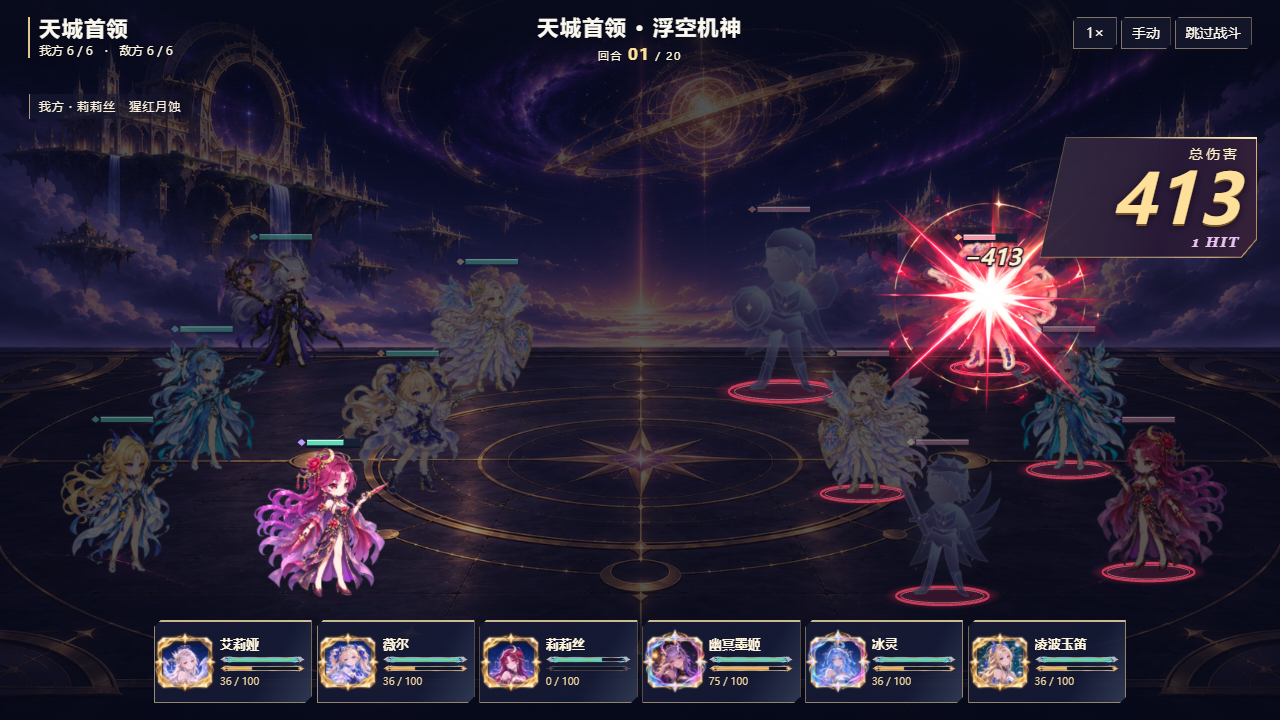 天城首领
我方 6 / 6 · 敌方 6 / 6
天城首领·浮空机神
回合 01 / 20
1×
手动
跳过战斗
我方·莉莉丝 猩红月蚀
总伤害
413
1 HIT
−413
艾莉娅
36 / 100
薇尔
36 / 100
莉莉丝
0 / 100
幽冥墨姬
75 / 100
冰灵
36 / 100
凌波玉笛
36 / 100